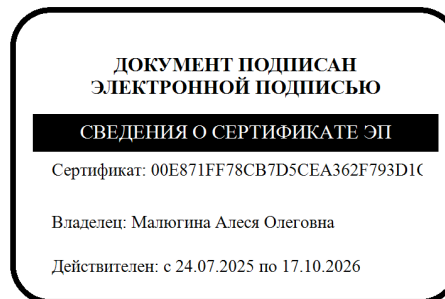 ДОКУМЕНТ ПОДПИСАН
ЭЛЕКТРОННОЙ ПОДПИСЬЮ
СВЕДЕНИЯ О СЕРТИФИКАТЕ ЭП
Сертификат: 00E871FF78CB7D5CEA362F793D1
Владелец: Малюгина Алеся Олеговна
Действителен: с 24.07.2025 по 17.10.2026